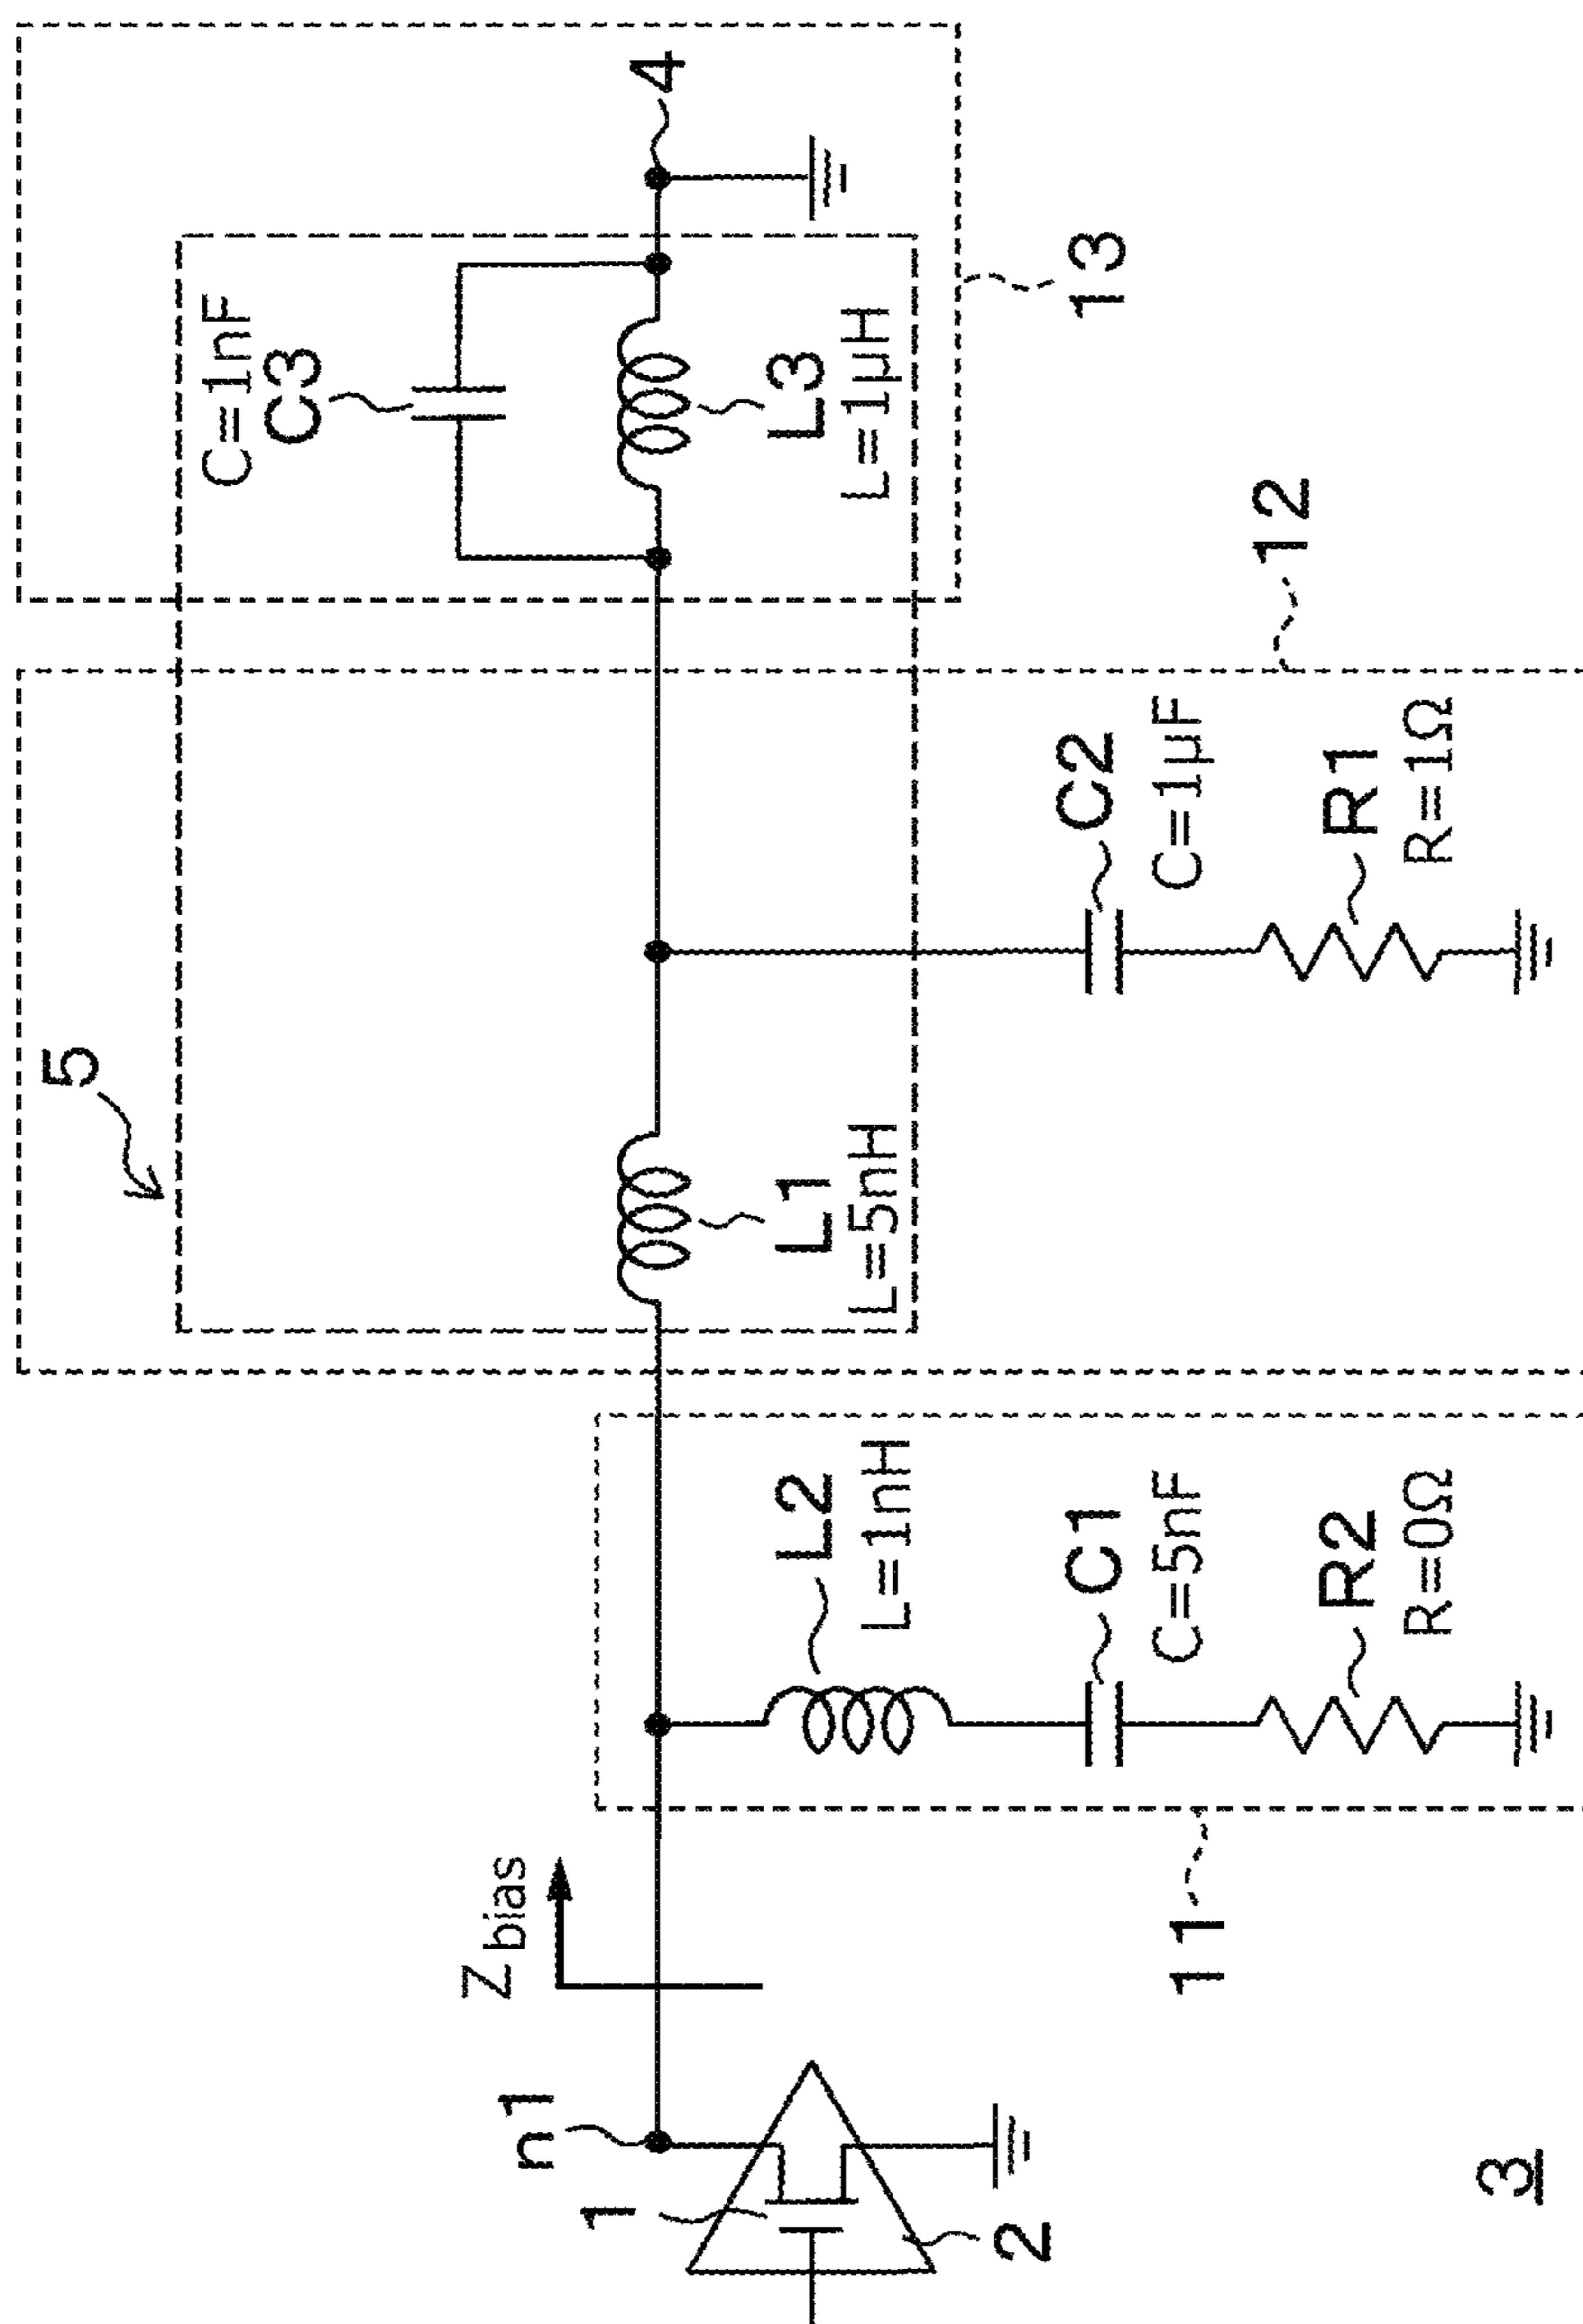 5
4
C=1nF
C3
L3
L=1μH
13
L1
L=5nH
12
C2
C=1μF
R1
R=1Ω
L2
L=1nH
C1
C=5nF
R2
R=0Ω
11
Zbias
n1
1
2
3